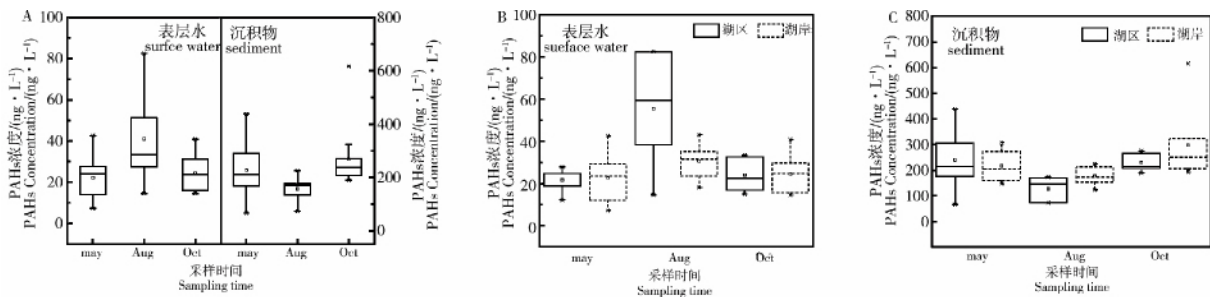 A
100
80
60
40
20
0
PAHs浓度/(ng · L⁻¹)
PAHs Concentration/(ng · L⁻¹)
表层水
surfce water
沉积物
sediment
800
600
400
200
0
PAHs浓度/(ng · L⁻¹)
PAHs Concentration/(ng · L⁻¹)
may
Aug
Oct
may
Aug
Oct
采样时间
Sampling time
B
100
80
60
40
20
0
PAHs浓度/(ng · L⁻¹)
PAHs Concentration/(ng · L⁻¹)
表层水
sueface water
湖区
湖岸
may
Aug
Oct
采样时间
Sampling time
C
800
700
600
500
400
300
200
100
0
PAHs浓度/(ng · L⁻¹)
PAHs Concentration/(ng · L⁻¹)
沉积物
sediment
湖区
湖岸
may
Aug
Oct
采样时间
Sampling time